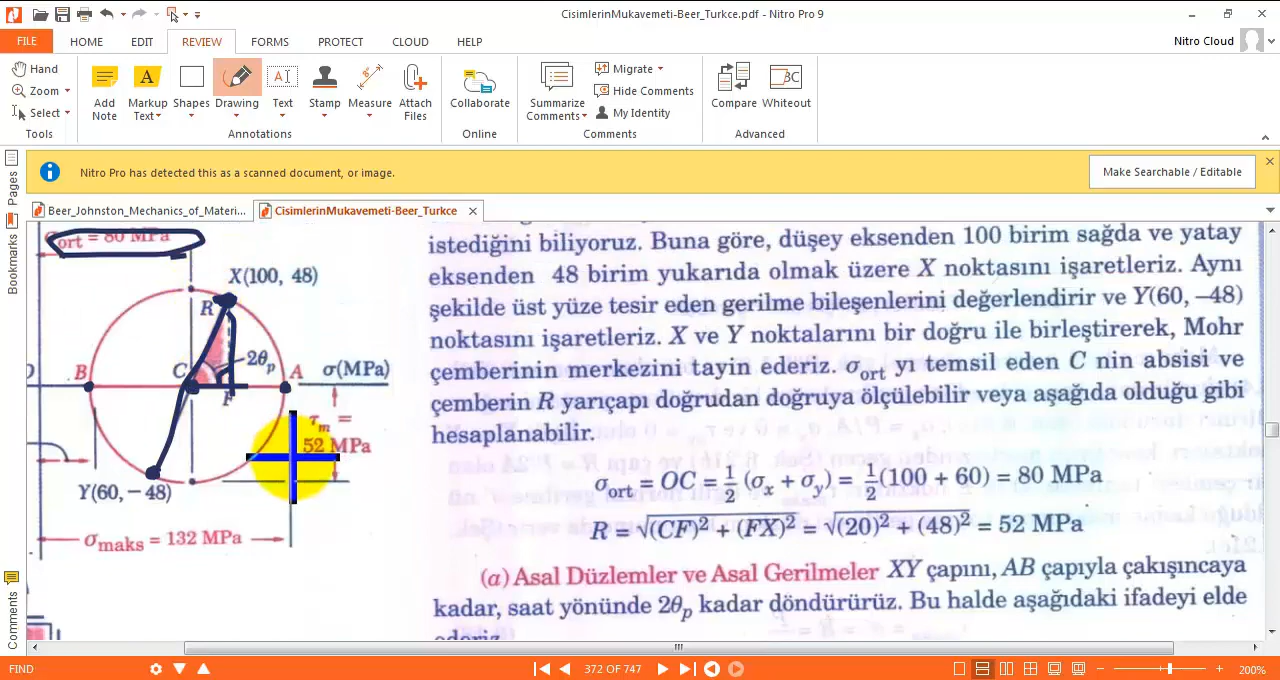 CisimlerinMukavemeti-Beer_Turkce.pdf - Nitro Pro 9
FILE HOME EDIT REVIEW FORMS PROTECT CLOUD HELP Nitro Cloud
Hand
Zoom
Select
Tools
Add Note
Markup Text
Shapes
Drawing
Text
Stamp
Measure
Attach Files
Annotations
Collaborate
Online
Summarize Comments
Migrate
Hide Comments
My Identity
Comments
Compare
Whiteout
Advanced
Nitro Pro has detected this as a scanned document, or image. Make Searchable / Editable
Beer_Johnston_Mechanics_of_Materi... CisimlerinMukavemeti-Beer_Turkce
Pages
Bookmarks
Comments
σort = 80 MPa
X(100, 48)
R
2θp
B C F A σ(MPa)
τm =
52 MPa
Y(60, −48)
σmaks = 132 MPa
istediğini biliyoruz. Buna göre, düşey eksenden 100 birim sağda ve yatay
eksenden 48 birim yukarıda olmak üzere X noktasını işaretleriz. Aynı
şekilde üst yüze tesir eden gerilme bileşenlerini değerlendirir ve Y(60, −48)
noktasını işaretleriz. X ve Y noktalarını bir doğru ile birleştirerek, Mohr
çemberinin merkezini tayin ederiz. σort yı temsil eden C nin absisi ve
çemberin R yarıçapı doğrudan doğruya ölçülebilir veya aşağıda olduğu gibi
hesaplanabilir.
σort = OC = 1/2 (σx + σy) = 1/2 (100 + 60) = 80 MPa
R = √(CF)² + (FX)² = √(20)² + (48)² = 52 MPa
(a) Asal Düzlemler ve Asal Gerilmeler XY çapını, AB çapıyla çakışıncaya
kadar, saat yönünde 2θp kadar döndürürüz. Bu halde aşağıdaki ifadeyi elde
ederiz
FIND 372 OF 747 200%